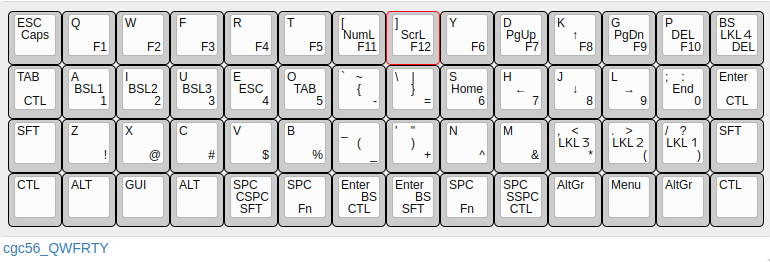 ESC Q W F R T [ ] Y D K G P BS
Caps NumL ScrL PgUp ↑ PgDn DEL LKL 4
F1 F2 F3 F4 F5 F11 F12 F6 F7 F8 F9 F10 DEL
TAB A I U E O ` ~ \ | S H J L ; : Enter
BSL1 BSL2 BSL3 ESC TAB { } Home ← ↓ → End
CTL 1 2 3 4 5 - = 6 7 8 9 0 CTL
SFT Z X C V B _ ' " N M , < . > / ? SFT
( ) LKL 3 LKL 2 LKL 1
! @ # $ % _ + ^ & * ( )
CTL ALT GUI ALT SPC SPC Enter Enter SPC SPC AltGr Menu AltGr CTL
CSPC BS BS SSPC
SFT Fn CTL SFT Fn CTL
cgc56_QWFRTY